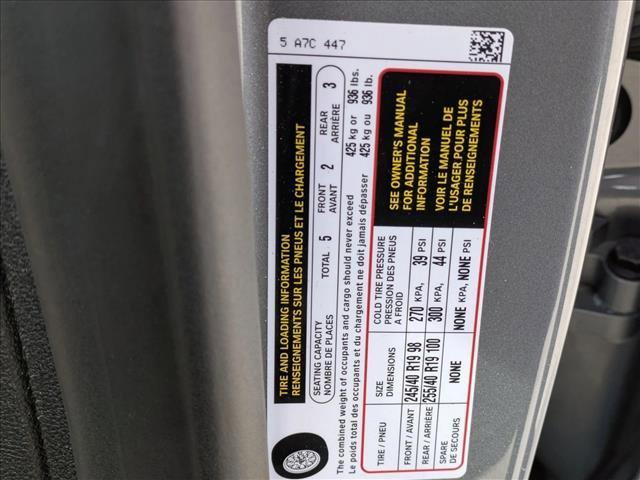 5 A7C 447
TIRE AND LOADING INFORMATION
RENSEIGNEMENTS SUR LES PNEUS ET LE CHARGEMENT
SEATING CAPACITY
NOMBRE DE PLACES
TOTAL 5
FRONT
AVANT
2
REAR
ARRIÈRE
3
The combined weight of occupants and cargo should never exceed 425 kg or 936 lbs.
Le poids total des occupants et du chargement ne doit jamais dépasser 425 kg ou 936 lb.
TIRE / PNEU
SIZE
DIMENSIONS
COLD TIRE PRESSURE
PRESSION DES PNEUS
A FROID
FRONT / AVANT 245/40 R19 98 270 KPA, 39 PSI
REAR / ARRIÈRE 255/40 R19 100 300 KPA, 44 PSI
SPARE
DE SECOURS
NONE NONE KPA, NONE PSI
SEE OWNER'S MANUAL
FOR ADDITIONAL
INFORMATION
VOIR LE MANUEL DE
L'USAGER POUR PLUS
DE RENSEIGNEMENTS